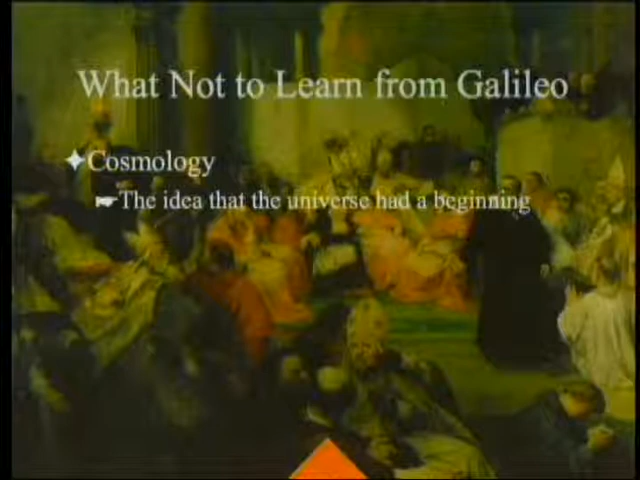 What Not to Learn from Galileo
Cosmology
The idea that the universe had a beginning